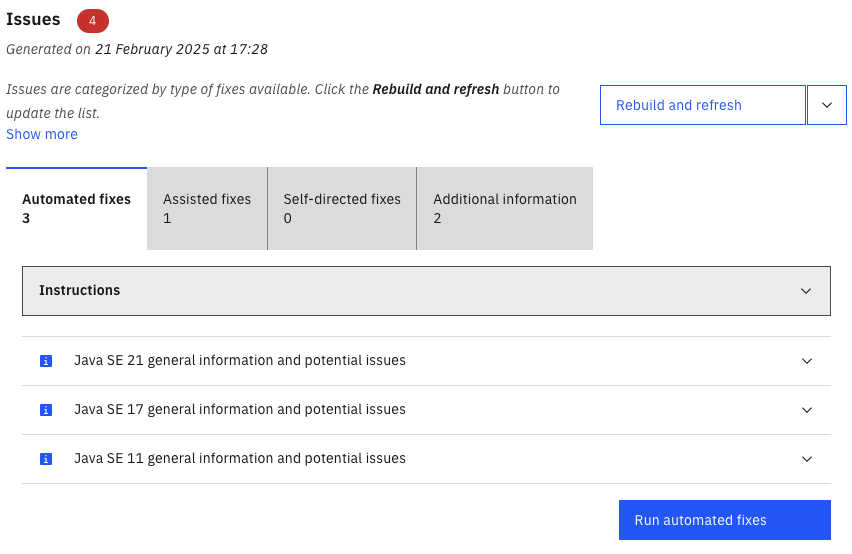 Issues 4
Generated on 21 February 2025 at 17:28
Issues are categorized by type of fixes available. Click the Rebuild and refresh button to
update the list.
Show more
Rebuild and refresh
Automated fixes
3
Assisted fixes
1
Self-directed fixes
0
Additional information
2
Instructions
Java SE 21 general information and potential issues
Java SE 17 general information and potential issues
Java SE 11 general information and potential issues
Run automated fixes